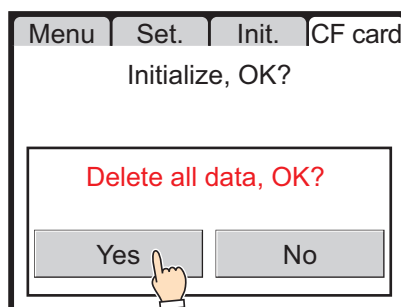 Menu Set. Init. CF card
Initialize, OK?
Delete all data, OK?
Yes No